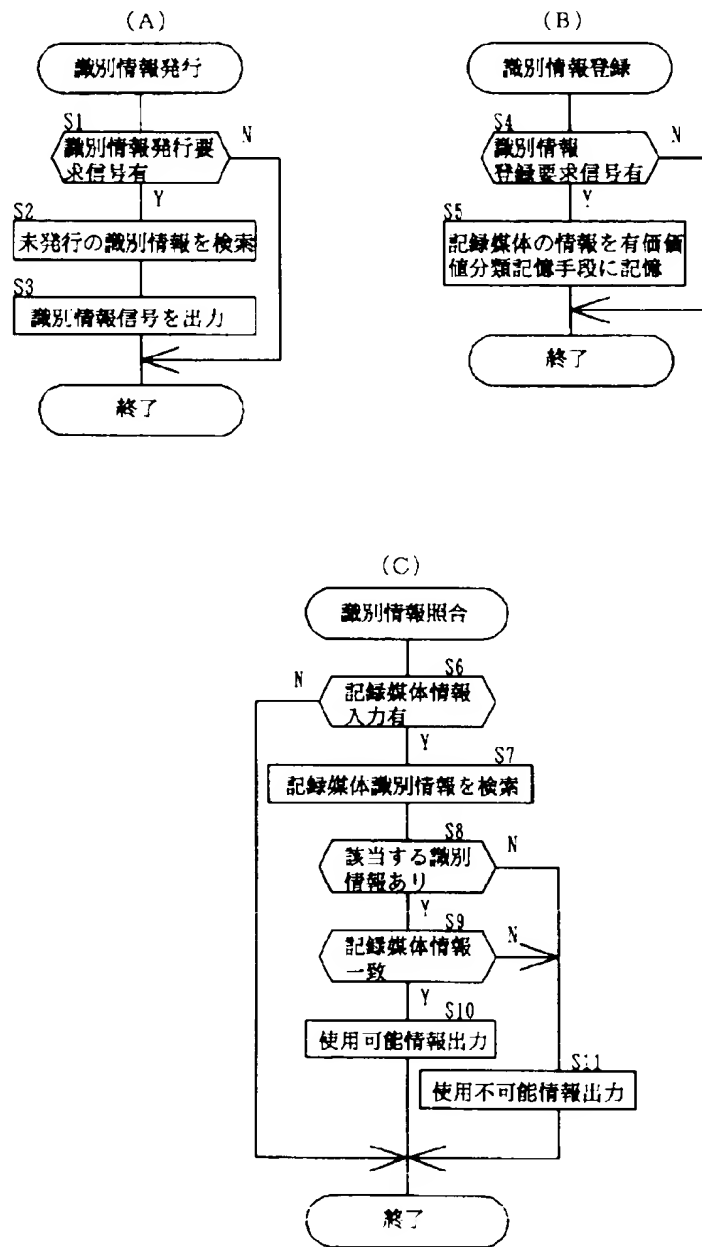 (A)
識別情報発行
S1
N
識別情報発行要
求信号有
Y
S2
未発行の識別情報を検索
S3
識別情報信号を出力
終了
(B)
識別情報登録
S4
N
識別情報
登録要求信号有
Y
S5
記録媒体の情報を有価価
値分類記憶手段に記憶
終了
(C)
識別情報照合
S6
N
記録媒体情報
入力有
Y
S7
記録媒体識別情報を検索
S8
N
該当する識別
情報あり
Y
S9
N
記録媒体情報
一致
Y
S10
使用可能情報出力
S11
使用不可能情報出力
終了